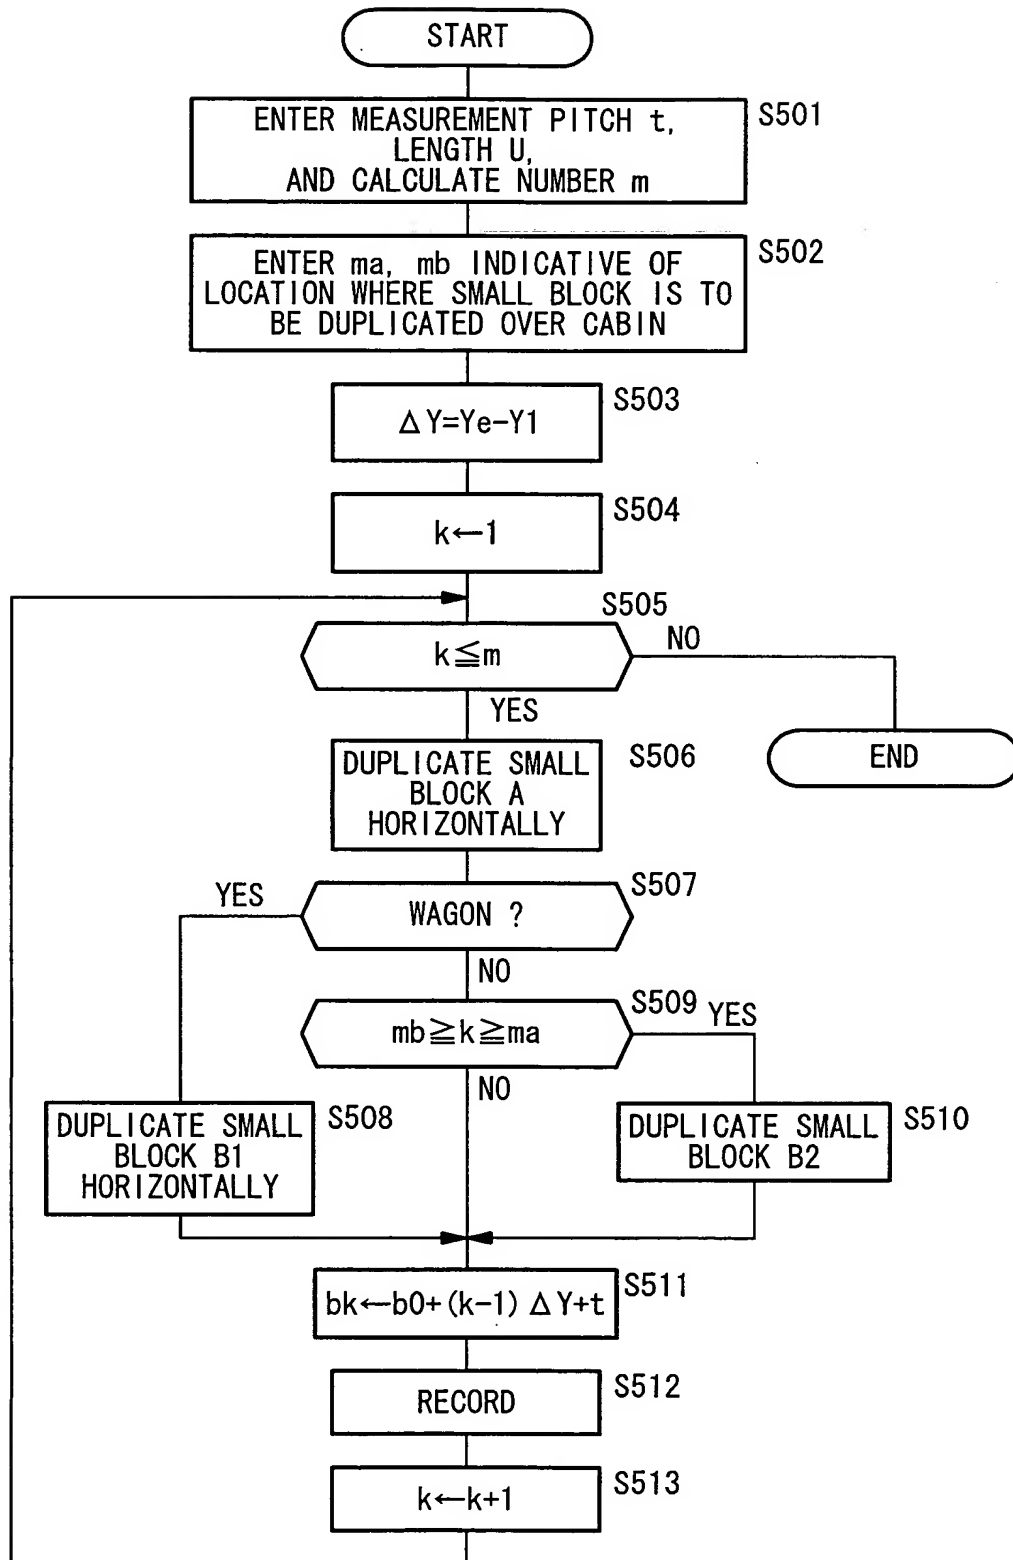 START
S501
ENTER MEASUREMENT PITCH t,
LENGTH U,
AND CALCULATE NUMBER m
S502
ENTER ma, mb INDICATIVE OF
LOCATION WHERE SMALL BLOCK IS TO
BE DUPLICATED OVER CABIN
S503
ΔY=Ye-Y1
S504
k←1
S505
k≦m
NO
YES
END
S506
DUPLICATE SMALL
BLOCK A
HORIZONTALLY
S507
YES
WAGON ?
NO
S509
mb≧k≧ma
YES
NO
S508
DUPLICATE SMALL
BLOCK B1
HORIZONTALLY
S510
DUPLICATE SMALL
BLOCK B2
S511
bk←b0+(k-1) ΔY+t
S512
RECORD
S513
k←k+1